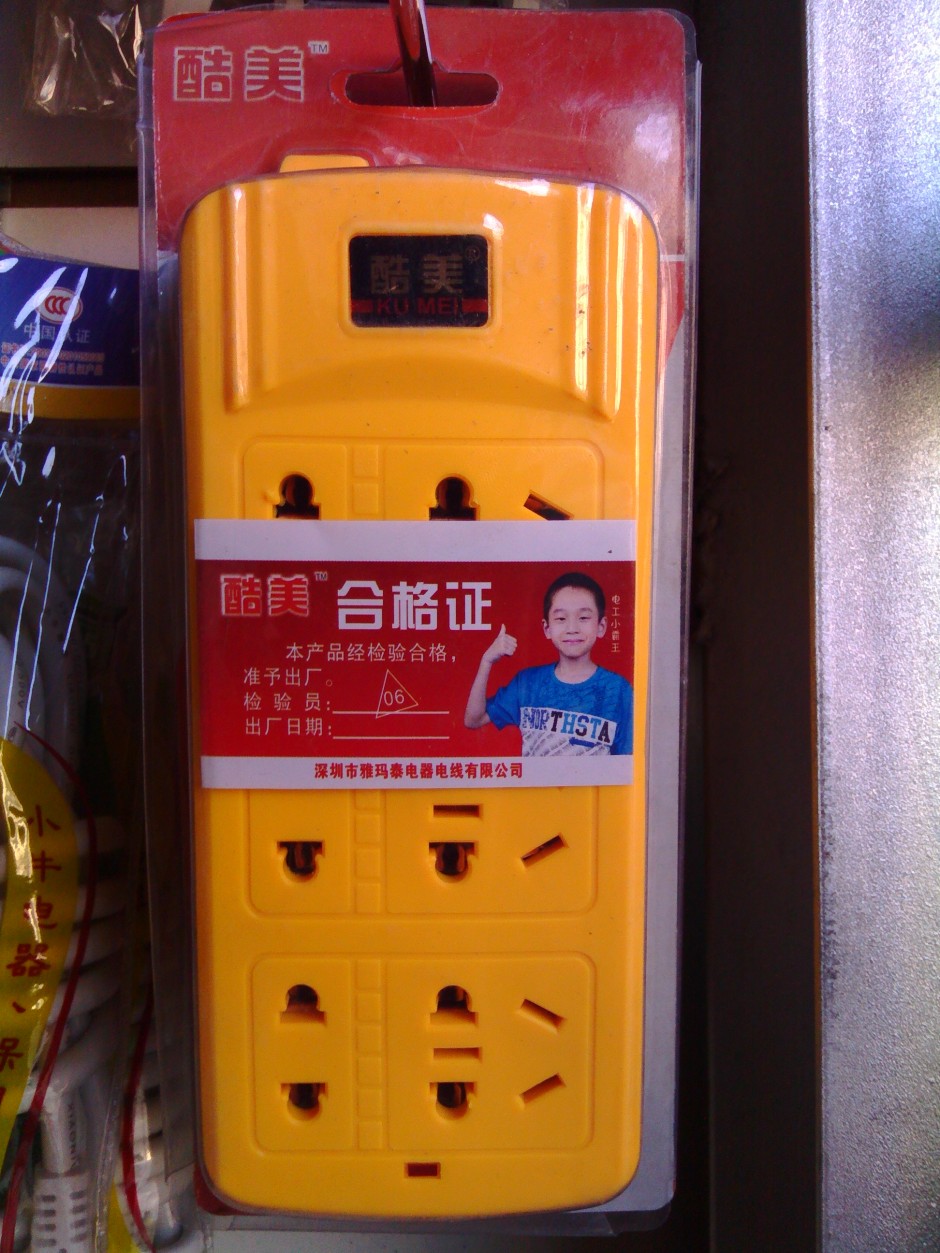 酷美™
酷美®
KU MEI
中国认证
酷美™ 合格证
电工小霸王
本产品经检验合格，
准予出厂。
检验员：06
出厂日期：
NORTHSTA
深圳市雅玛泰电器电线有限公司
小牛电器、保